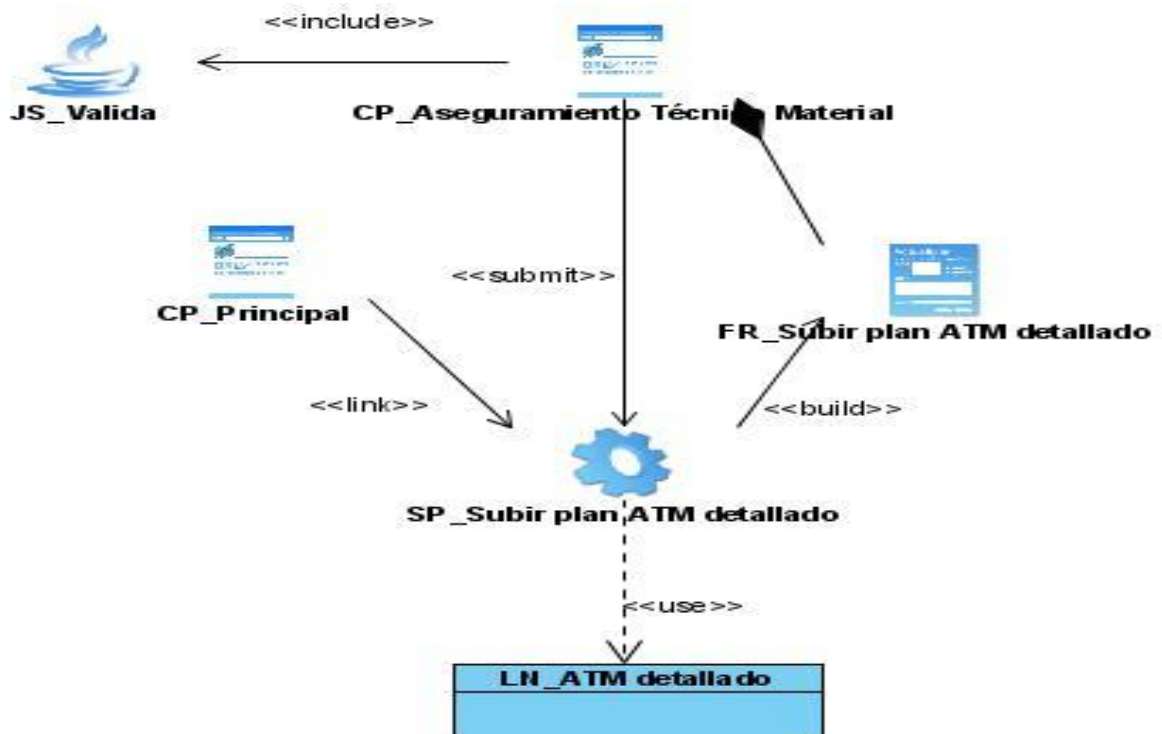 <<include>>
JS_Valida
CP_Aseguramiento Técnico Material
<<submit>>
CP_Principal
FR_Subir plan ATM detallado
<<link>>
<<build>>
SP_Subir plan ATM detallado
<<use>>
LN_ATM detallado